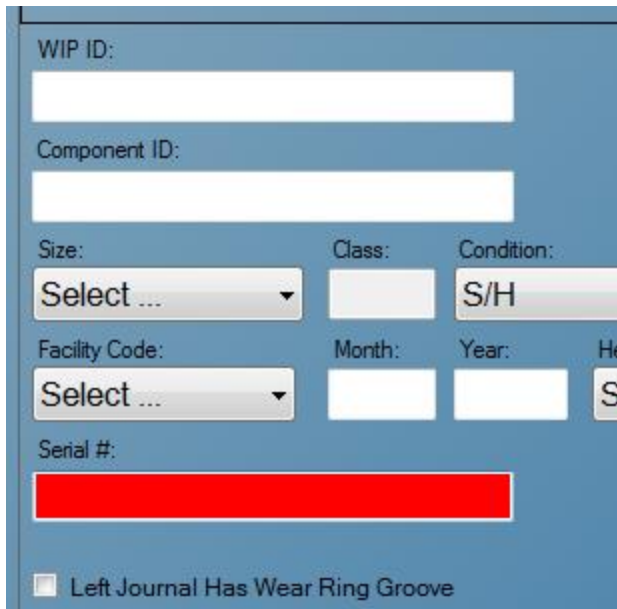 WIP ID:
Component ID:
Size: Class: Condition:
Select ... S/H
Facility Code: Month: Year:
Select ...
Serial #:
Left Journal Has Wear Ring Groove